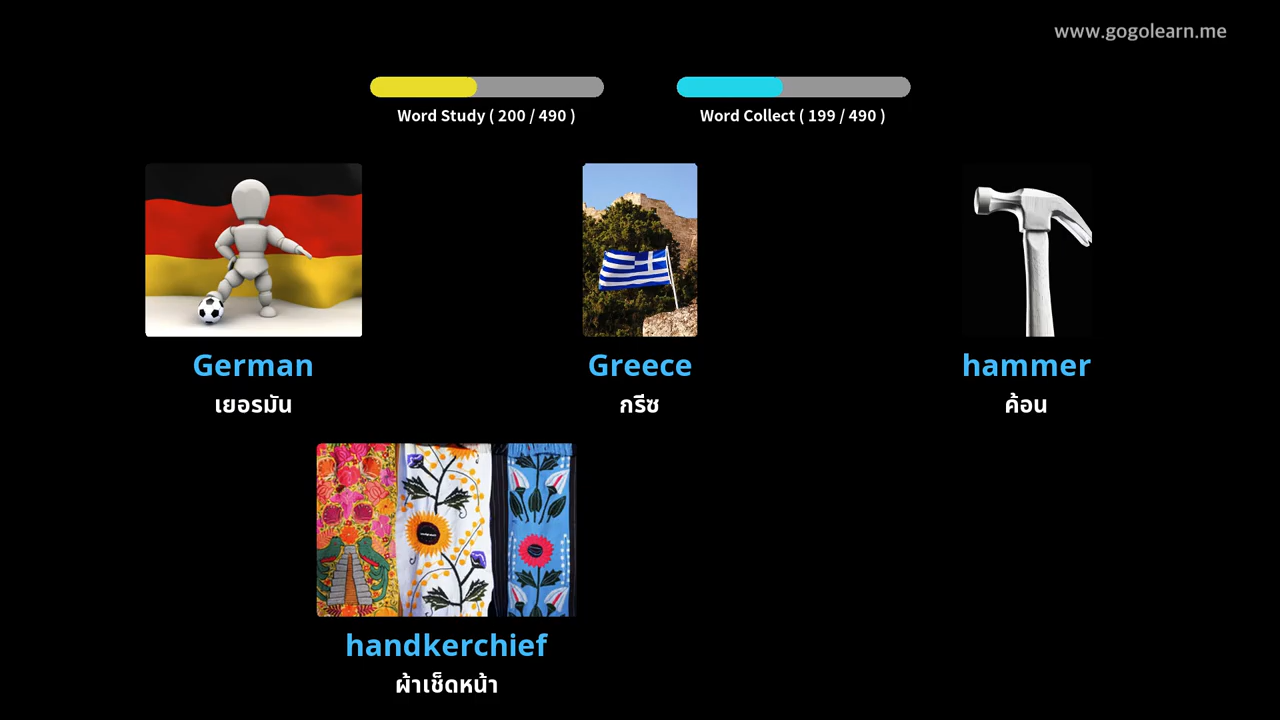 www.gogolearn.me
Word Study ( 200 / 490 )
Word Collect ( 199 / 490 )
German
เยอรมัน
Greece
กรีซ
hammer
ค้อน
handkerchief
ผ้าเช็ดหน้า